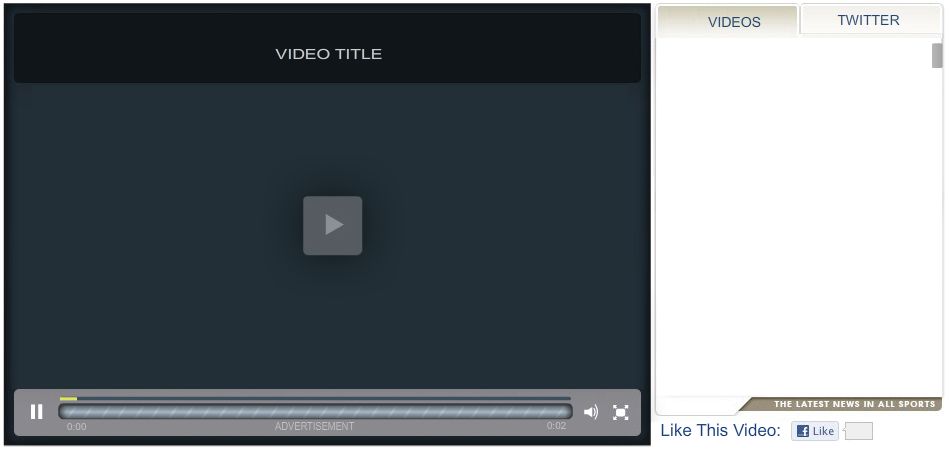 VIDEO TITLE
VIDEOS
TWITTER
0:00
ADVERTISEMENT
0:02
THE LATEST NEWS IN ALL SPORTS
Like This Video:
Like